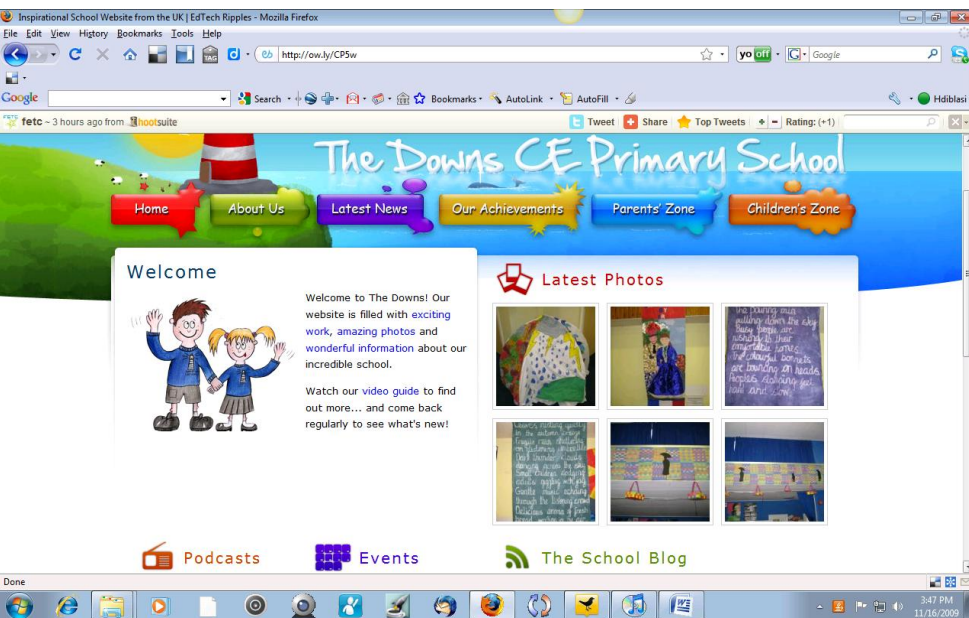 Inspirational School Website from the UK | EdTech Ripples - Mozilla Firefox
File Edit View History Bookmarks Tools Help
TAG http://ow.ly/CP5w yo off Google
Google Search Bookmarks AutoLink AutoFill Hdiblasi
fetc ~ 3 hours ago from hootsuite Tweet Share Top Tweets Rating: (+1)
The Downs CE Primary School
Home About Us Latest News Our Achievements Parents' Zone Children's Zone
Welcome
Welcome to The Downs! Our
website is filled with exciting
work, amazing photos and
wonderful information about our
incredible school.
Watch our video guide to find
out more... and come back
regularly to see what's new!
Latest Photos
Podcasts Events The School Blog
Done
3:47 PM
11/16/2009